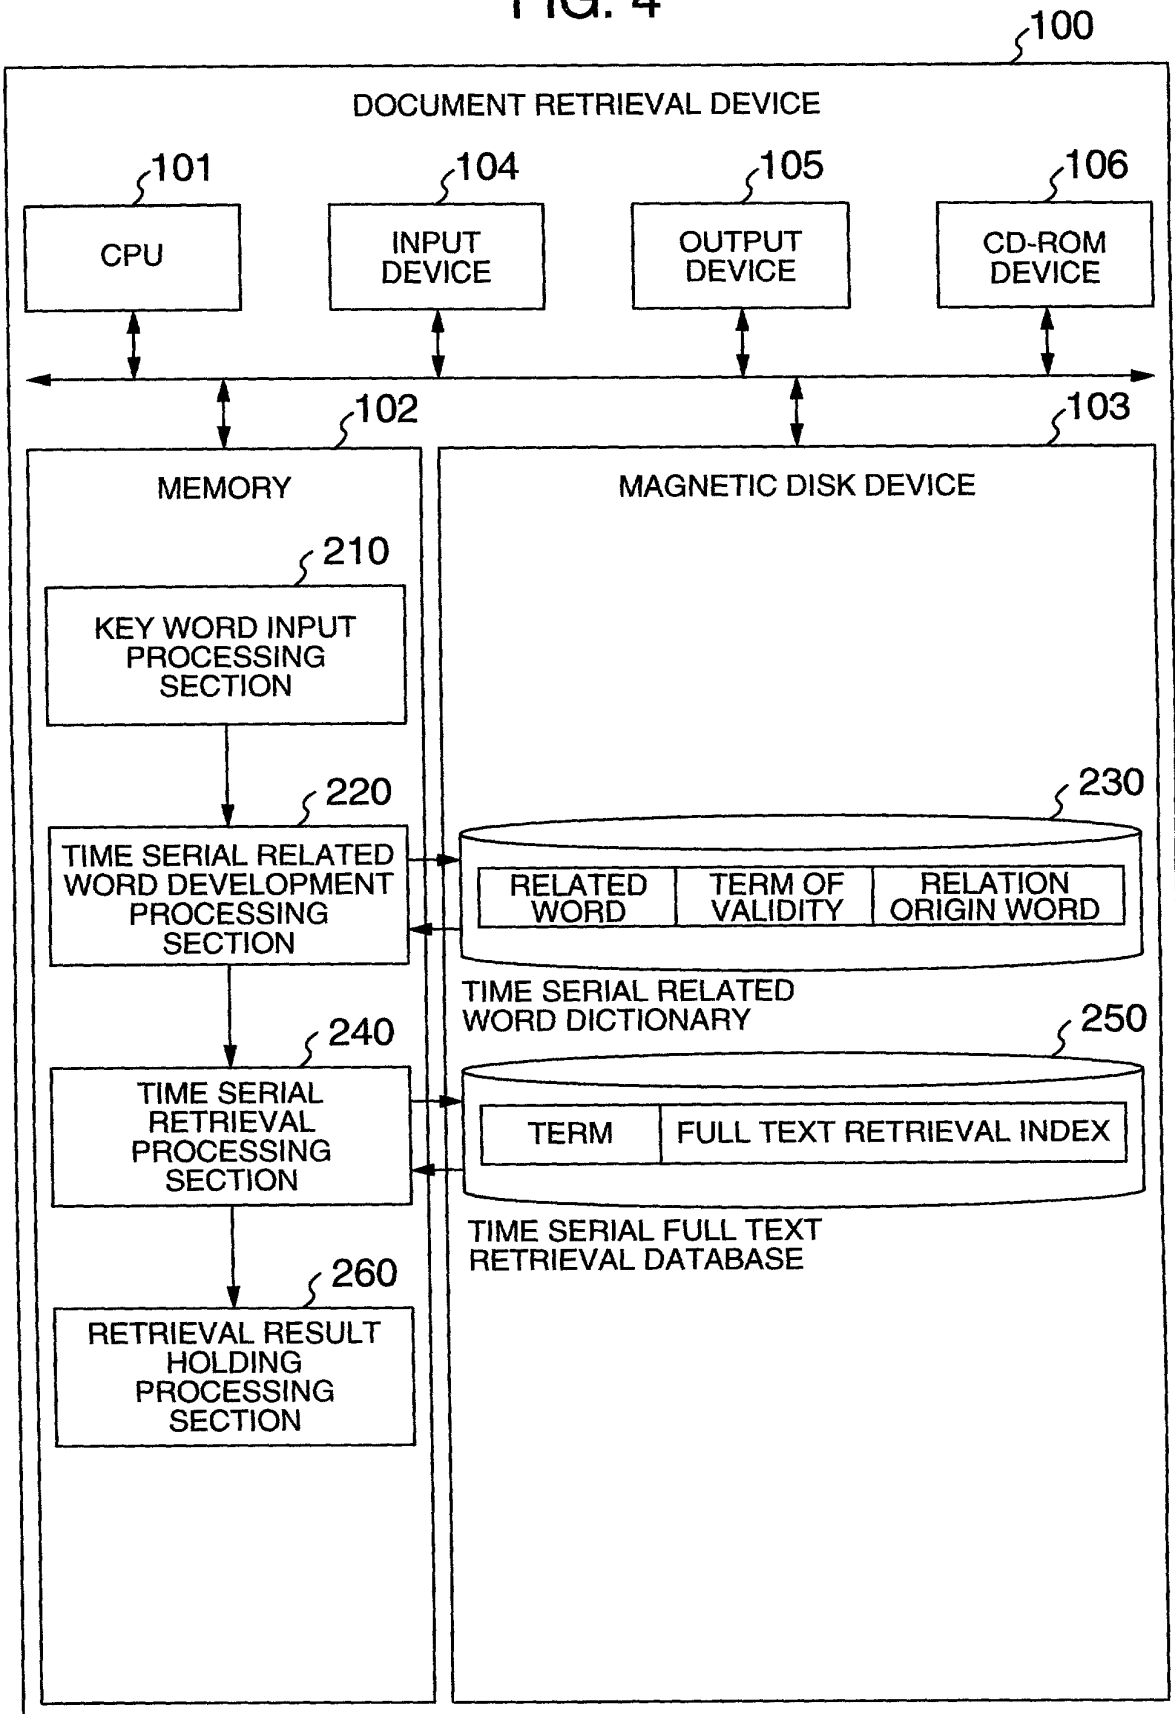 FIG. 4
100
DOCUMENT RETRIEVAL DEVICE
101
104
105
106
CPU
INPUT
DEVICE
OUTPUT
DEVICE
CD-ROM
DEVICE
102
103
MEMORY
MAGNETIC DISK DEVICE
210
KEY WORD INPUT
PROCESSING
SECTION
220
TIME SERIAL RELATED
WORD DEVELOPMENT
PROCESSING
SECTION
230
RELATED
WORD
TERM OF
VALIDITY
RELATION
ORIGIN WORD
TIME SERIAL RELATED
WORD DICTIONARY
240
TIME SERIAL
RETRIEVAL
PROCESSING
SECTION
250
TERM
FULL TEXT RETRIEVAL INDEX
TIME SERIAL FULL TEXT
RETRIEVAL DATABASE
260
RETRIEVAL RESULT
HOLDING
PROCESSING
SECTION